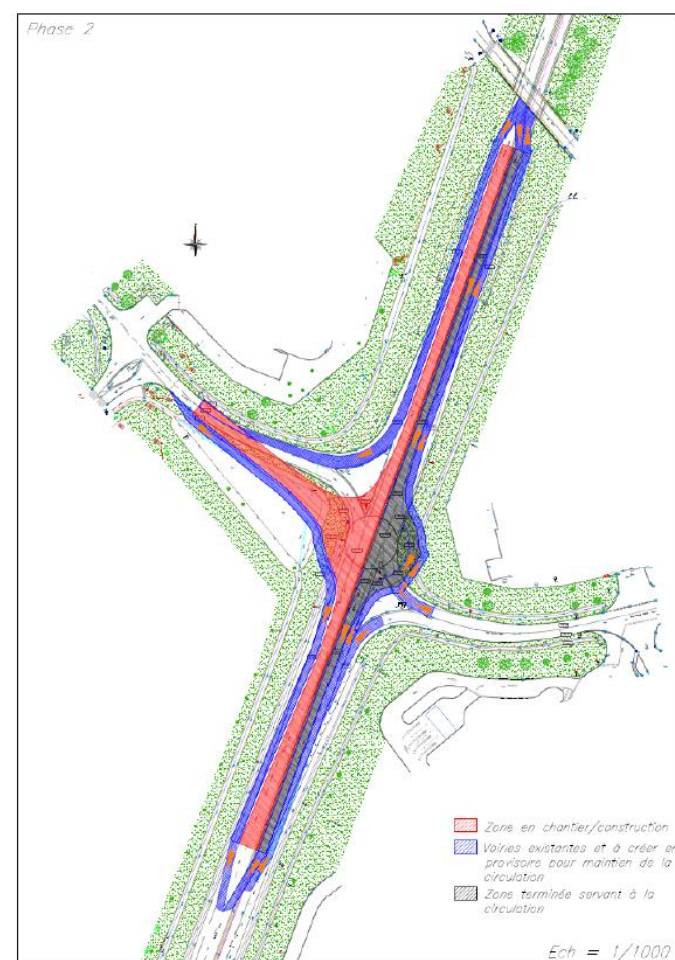 Phase 2
Zone en chantier/construction
Voiries existantes et à créer en
provisoire pour maintien de la
circulation
Zone terminée servant à la
circulation
Ech = 1/1000